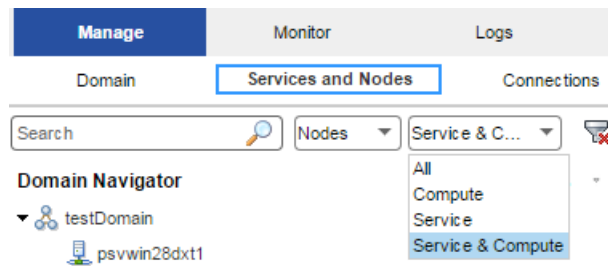 Manage Monitor Logs
Domain Services and Nodes Connections
Search Nodes Service & C...
All
Domain Navigator
Compute
testDomain
Service
psvwin28dxt1
Service & Compute